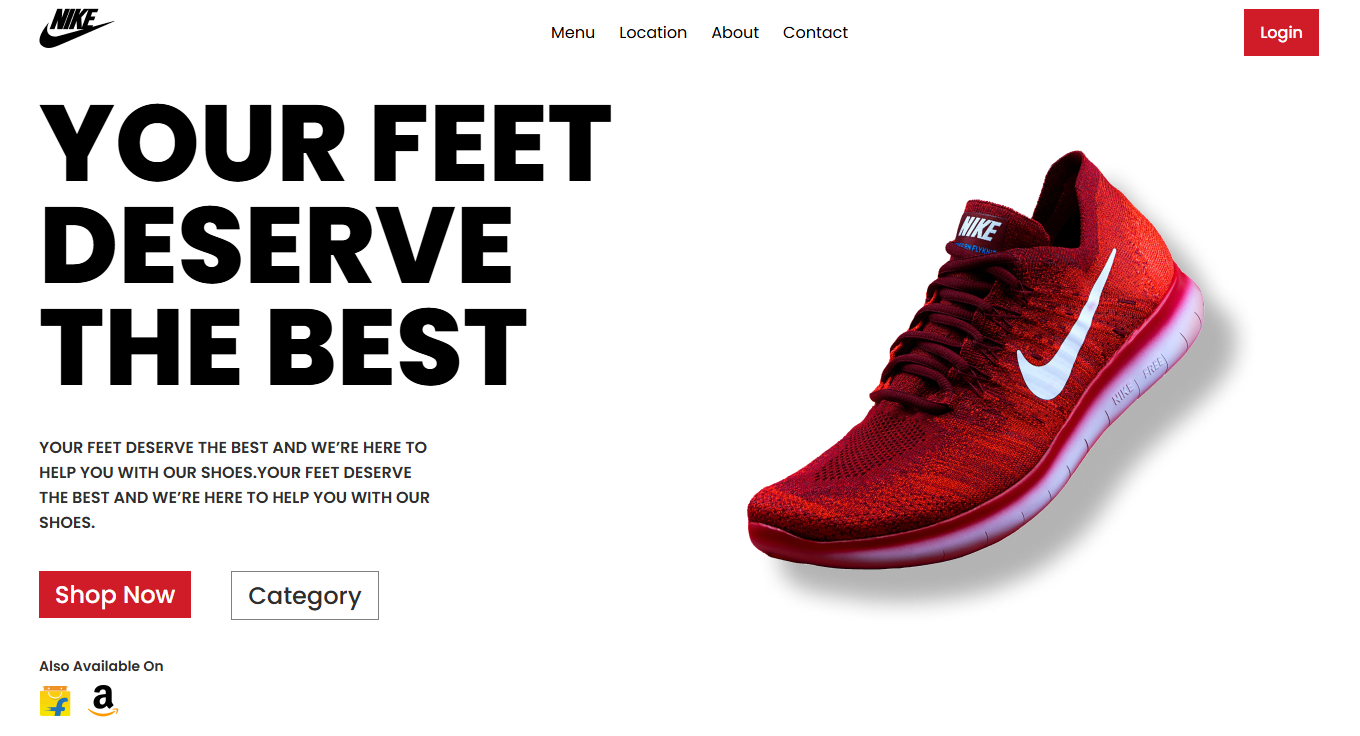 NIKE
Menu Location About Contact
Login
YOUR FEET
DESERVE
THE BEST
YOUR FEET DESERVE THE BEST AND WE’RE HERE TO
HELP YOU WITH OUR SHOES.YOUR FEET DESERVE
THE BEST AND WE’RE HERE TO HELP YOU WITH OUR
SHOES.
Shop Now
Category
Also Available On
f
a
NIKE
NIKE FREE